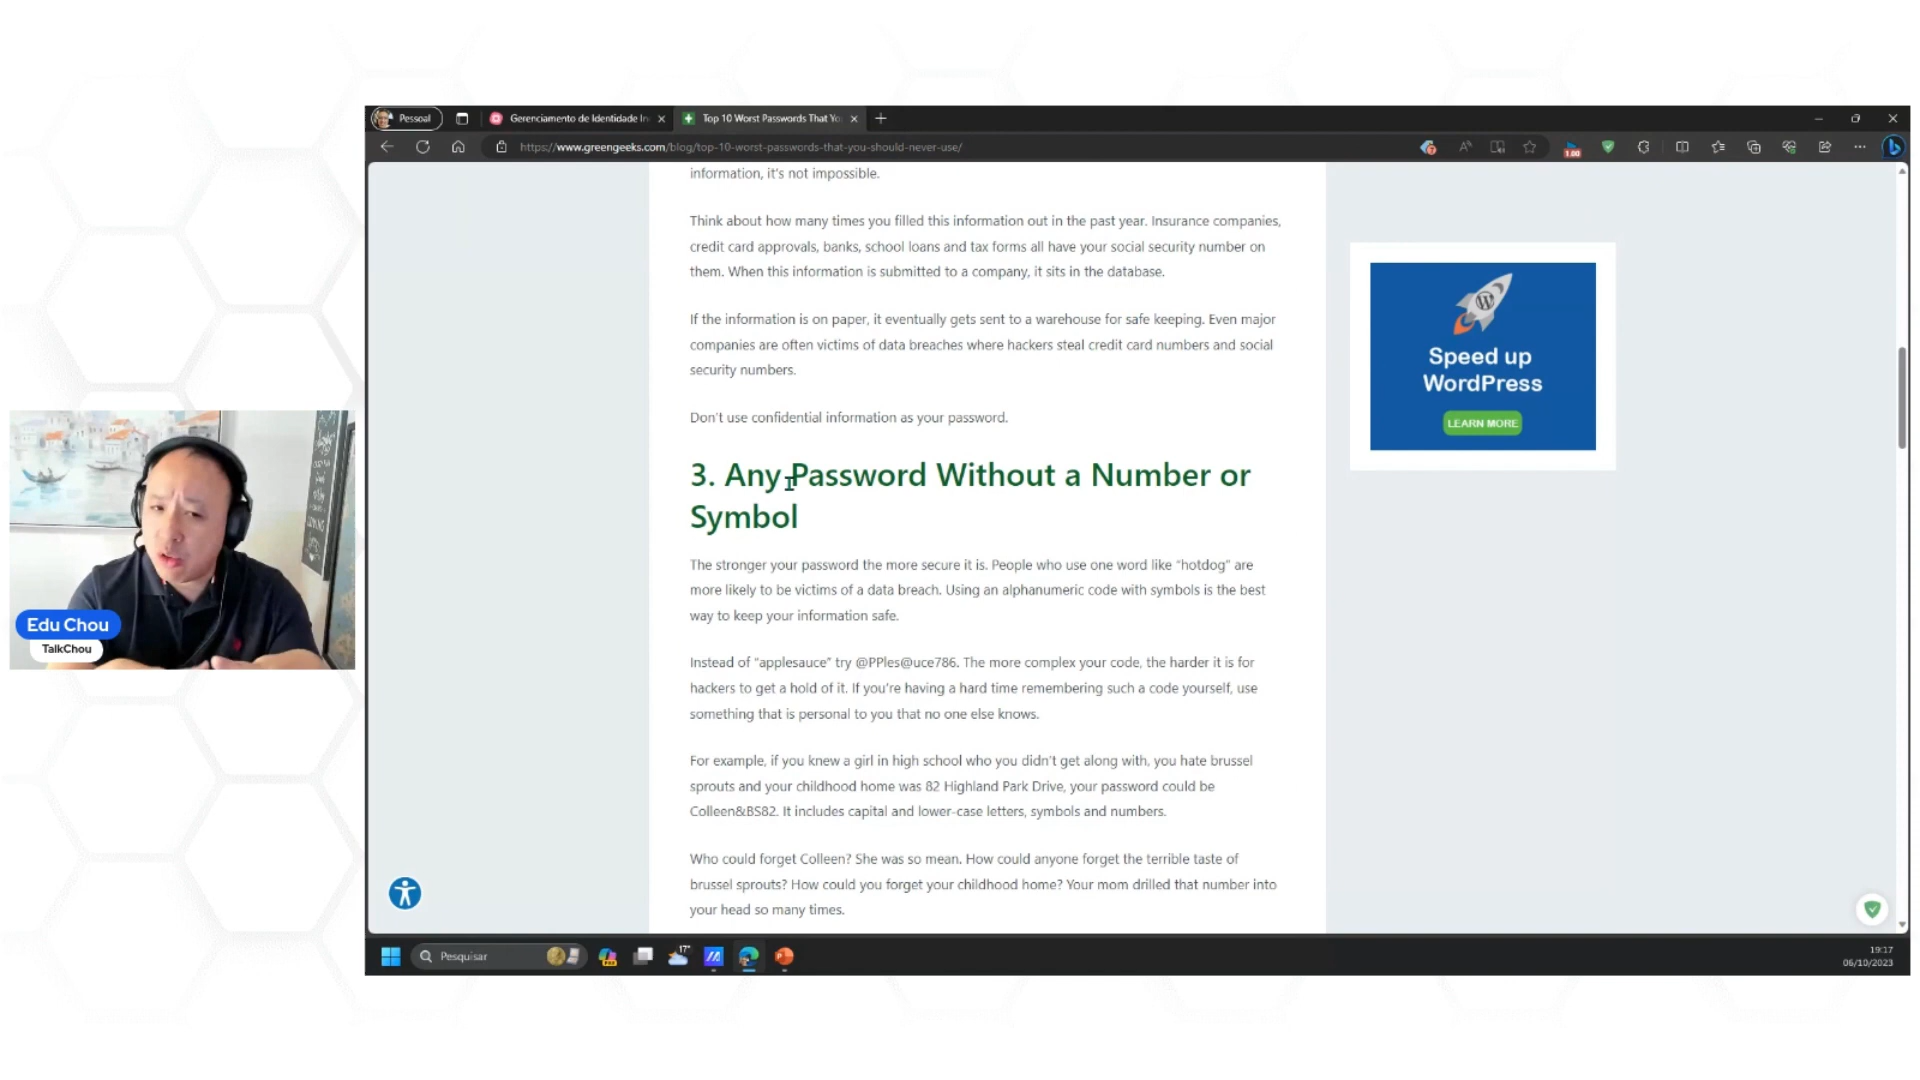 Pessoal
Gerenciamento de Identidade In
Top 10 Worst Passwords That Yo
https://www.greengeeks.com/blog/top-10-worst-passwords-that-you-should-never-use/
1.00
information, it's not impossible.
Think about how many times you filled this information out in the past year. Insurance companies,
credit card approvals, banks, school loans and tax forms all have your social security number on
them. When this information is submitted to a company, it sits in the database.
If the information is on paper, it eventually gets sent to a warehouse for safe keeping. Even major
companies are often victims of data breaches where hackers steal credit card numbers and social
security numbers.
Don't use confidential information as your password.
3. Any Password Without a Number or
Symbol
The stronger your password the more secure it is. People who use one word like “hotdog” are
more likely to be victims of a data breach. Using an alphanumeric code with symbols is the best
way to keep your information safe.
Instead of “applesauce” try @PPles@uce786. The more complex your code, the harder it is for
hackers to get a hold of it. If you're having a hard time remembering such a code yourself, use
something that is personal to you that no one else knows.
For example, if you knew a girl in high school who you didn't get along with, you hate brussel
sprouts and your childhood home was 82 Highland Park Drive, your password could be
Colleen&BS82. It includes capital and lower-case letters, symbols and numbers.
Who could forget Colleen? She was so mean. How could anyone forget the terrible taste of
brussel sprouts? How could you forget your childhood home? Your mom drilled that number into
your head so many times.
Speed up
WordPress
LEARN MORE
Edu Chou
TalkChou
Pesquisar
17°
19:17
06/10/2023